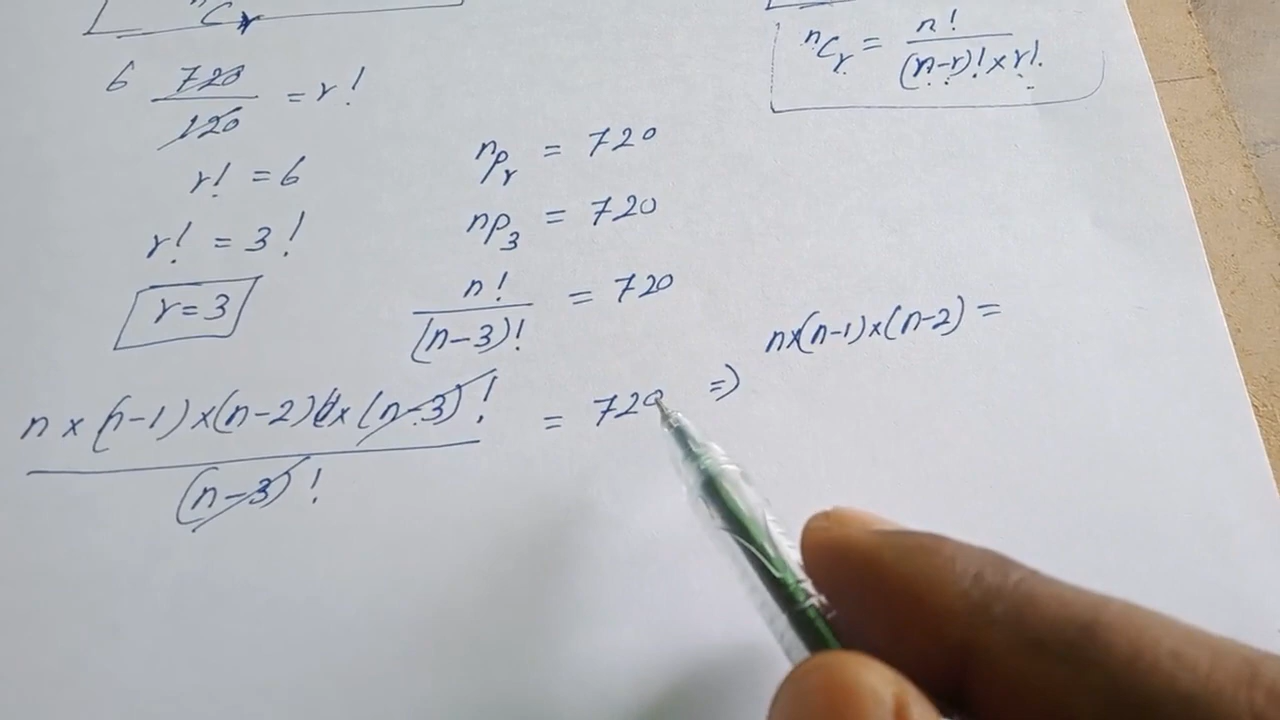 nCr
6 720/120 = r!
r! = 6
r! = 3!
r = 3
nCr = n!/(n-r)! × r!.
nPr = 720
nP3 = 720
n!/(n-3)! = 720
n × (n-1) × (n-2) × (n-3)!/(n-3)! = 720 =>
n×(n-1)×(n-2) =